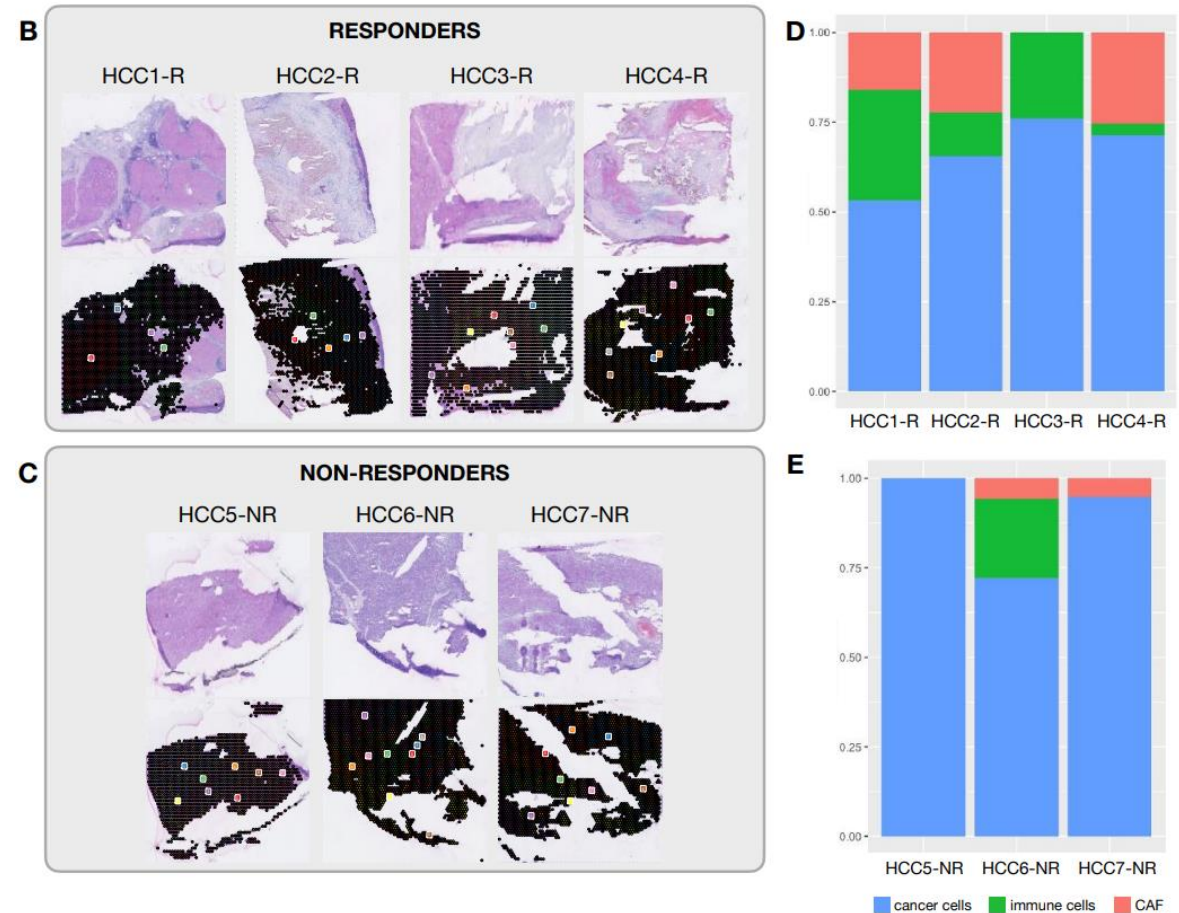 B
RESPONDERS
HCC1-R HCC2-R HCC3-R HCC4-R
C
NON-RESPONDERS
HCC5-NR HCC6-NR HCC7-NR
D
1.00
0.75
0.50
0.25
0.00
HCC1-R HCC2-R HCC3-R HCC4-R
E
1.00
0.75
0.50
0.25
0.00
HCC5-NR HCC6-NR HCC7-NR
cancer cells immune cells CAF